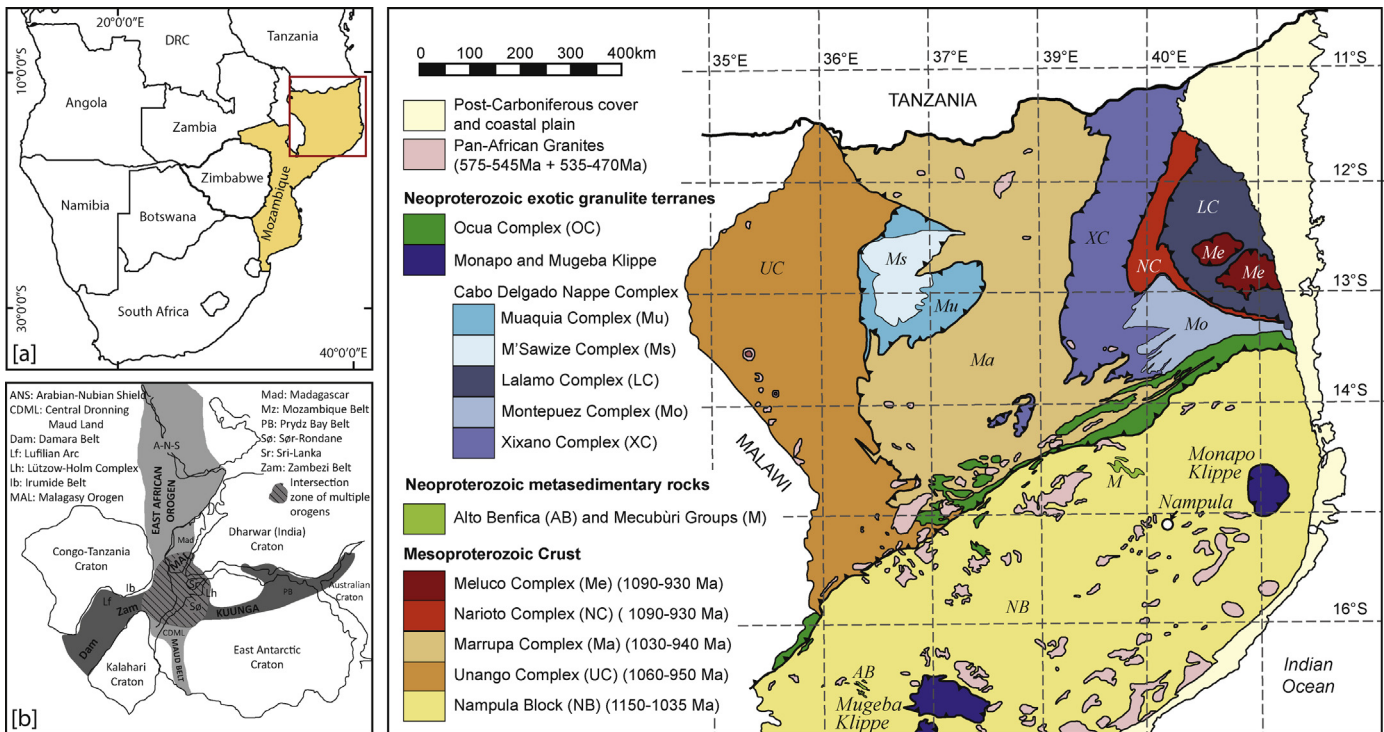 20°0'0"E
DRC
Tanzania
10°0'0"S
Angola
Zambia
Zimbabwe
Mozambique
Namibia
Botswana
South Africa
30°0'0"S
40°0'0"E
[a]
ANS: Arabian-Nubian Shield
CDML: Central Dronning
Maud Land
Dam: Damara Belt
Lf: Lufilian Arc
Lh: Lützow-Holm Complex
Ib: Irumide Belt
MAL: Malagasy Orogen
Mad: Madagascar
Mz: Mozambique Belt
PB: Prydz Bay Belt
Sø: Sør-Rondane
Sr: Sri-Lanka
Zam: Zambezi Belt
Intersection
zone of multiple
orogens
A-N-S
EAST AFRICAN
OROGEN
Mad
Dharwar (India)
Craton
Congo-Tanzania
Craton
MAL
Ib
Sr
Lh
PB
Australian
Craton
Lf
Zam
Sø
KUUNGA
Dam
CDML
MAUD BELT
East Antarctic
Craton
Kalahari
Craton
[b]
0 100 200 300 400km
Post-Carboniferous cover
and coastal plain
Pan-African Granites
(575-545Ma + 535-470Ma)
Neoproterozoic exotic granulite terranes
Ocua Complex (OC)
Monapo and Mugeba Klippe
Cabo Delgado Nappe Complex
Muaquia Complex (Mu)
M'Sawize Complex (Ms)
Lalamo Complex (LC)
Montepuez Complex (Mo)
Xixano Complex (XC)
Neoproterozoic metasedimentary rocks
Alto Benfica (AB) and Mecubùri Groups (M)
Mesoproterozoic Crust
Meluco Complex (Me) (1090-930 Ma)
Narioto Complex (NC) ( 1090-930 Ma)
Marrupa Complex (Ma) (1030-940 Ma)
Unango Complex (UC) (1060-950 Ma)
Nampula Block (NB) (1150-1035 Ma)
35°E 36°E 37°E 39°E 40°E
11°S
TANZANIA
12°S
LC
UC
Ms
XC
Me
NC
Me
13°S
Mu
Mo
Ma
14°S
MALAWI
Monapo
Klippe
M
Nampula
15°S
NB
16°S
AB
Mugeba
Klippe
Indian
Ocean